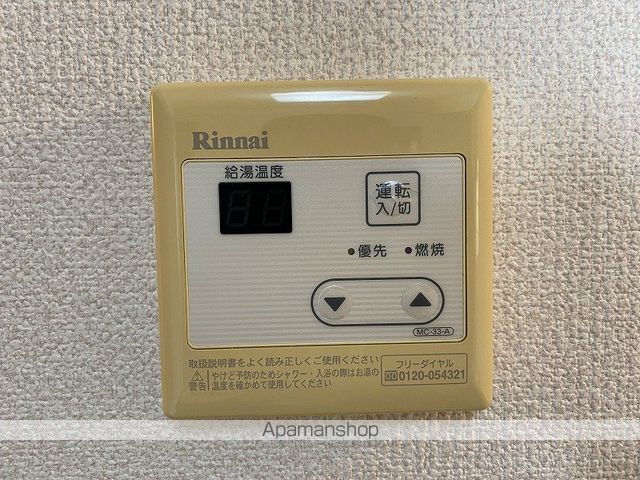 Rinnai
給湯温度
運転
入/切
優先 燃焼
MC-33-A
取扱説明書をよく読み正しくご使用ください
警告 やけど予防のためシャワー・入浴の際はお湯の
温度を確かめて使用してください
フリーダイヤル
0120-054321
Apamanshop